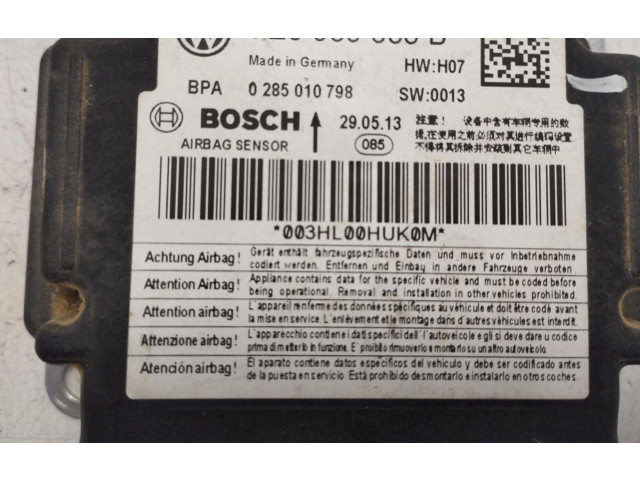 Made in Germany HW:H07
BPA 0 285 010 798 SW:0013
BOSCH 29.05.13
AIRBAG SENSOR 085
注意! 设备中含有车辆专用的数
据,在使用之前必须对其进行编码设置
不得将其拆除并安装到其它车辆中
*003HL00HUK0M*
Achtung Airbag! Gerät enthält fahrzeugspezifische Daten und muss vor Inbetriebnahme
codiert werden. Entfernen und Einbau in andere Fahrzeuge verboten.
Attention Airbag! Appliance contains data for the specific vehicle and must be coded before
being operational. Removal and installation in other vehicles prohibited.
Attention Airbag! L'appareil renferme des données spécifiques au véhicule et doit être codé avant
la mise en service. L'enlèvement et le montage dans d'autres véhicules est interdit.
Attenzione airbag! L'apparecchio contiene i dati specifici dell'l autoveicolo e gli si deve dare u codice
prima di metterlo in funzione. E' proibito rimuoverlo e montarlo su un altro autoveicolo.
Atención airbag! El aparato contiene datos específicos del vehículo y debe ser codificado antes
de la puesta en servicio. Está prohibido desmontarlo e instalarlo en otros coches.